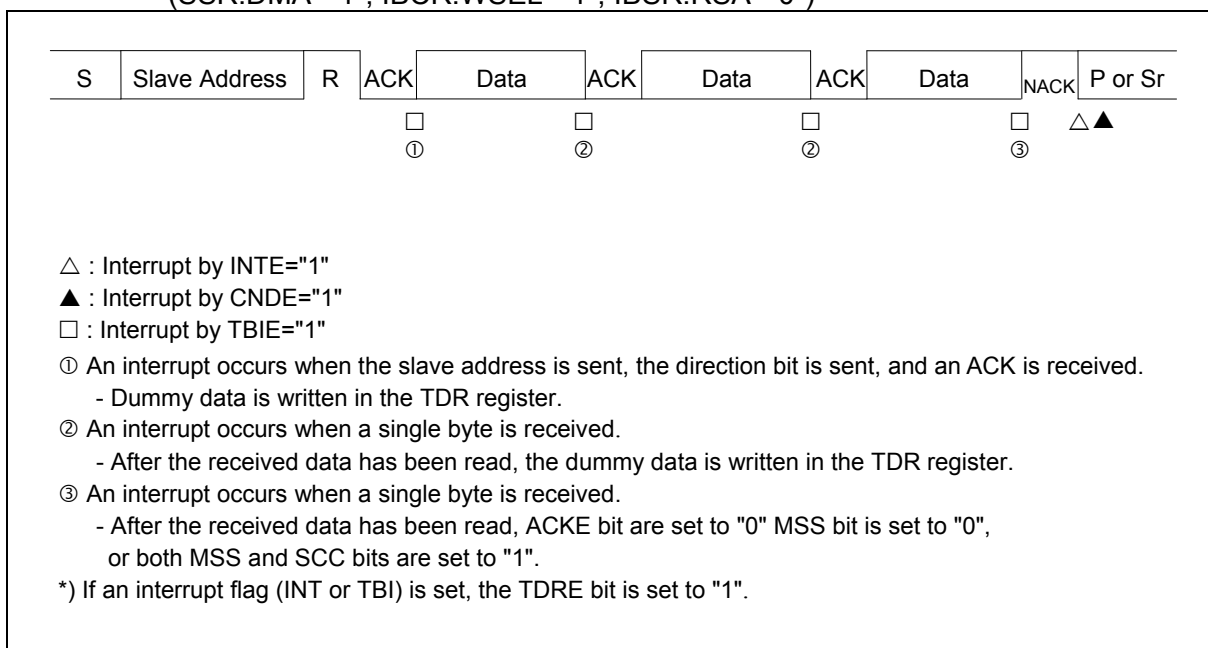 S Slave Address R ACK Data ACK Data ACK Data NACK P or Sr
□ □ □ □ △ ▲
① ② ② ③
△ : Interrupt by INTE="1"
▲ : Interrupt by CNDE="1"
□ : Interrupt by TBIE="1"
① An interrupt occurs when the slave address is sent, the direction bit is sent, and an ACK is received.
- Dummy data is written in the TDR register.
② An interrupt occurs when a single byte is received.
- After the received data has been read, the dummy data is written in the TDR register.
③ An interrupt occurs when a single byte is received.
- After the received data has been read, ACKE bit are set to "0" MSS bit is set to "0",
or both MSS and SCC bits are set to "1".
*) If an interrupt flag (INT or TBI) is set, the TDRE bit is set to "1".